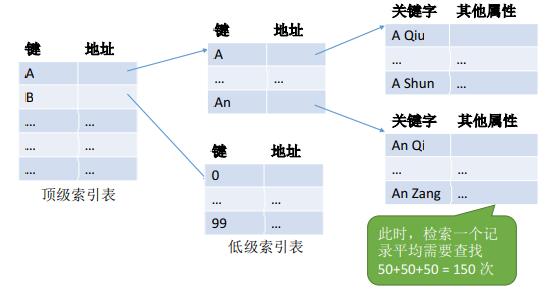 键 地址
A
B
... ...
... ...
... ...
顶级索引表
键 地址
A
... ...
An
键 地址
0
... ...
99 ...
低级索引表
关键字 其他属性
A Qiu
... ...
A Shun ...
关键字 其他属性
An Qi
... ...
An Zang ...
此时，检索一个记
录平均需要查找
50+50+50 = 150 次